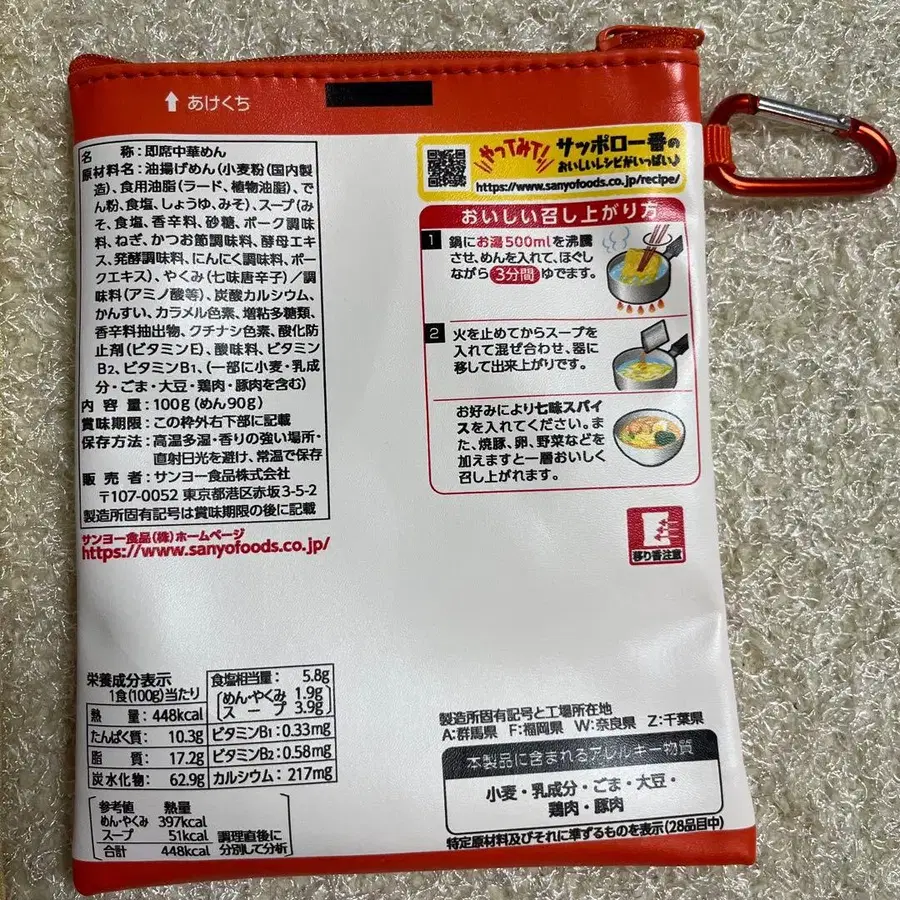 あけくち
名　称：即席中華めん
原材料名：油揚げめん(小麦粉(国内製
造)、食用油脂(ラード、植物油脂)、で
ん粉、食塩、しょうゆ、みそ)、スープ(み
そ、食塩、香辛料、砂糖、ポーク調味
料、ねぎ、かつお節調味料、酵母エキ
ス、発酵調味料、にんにく調味料、ポー
クエキス)、やくみ(七味唐辛子)／調
味料(アミノ酸等)、炭酸カルシウム、
かんすい、カラメル色素、増粘多糖類、
香辛料抽出物、クチナシ色素、酸化防
止剤(ビタミンE)、酸味料、ビタミン
B2、ビタミンB1、(一部に小麦・乳成
分・ごま・大豆・鶏肉・豚肉を含む)
内容量：100g(めん90g)
賞味期限：この枠外右下部に記載
保存方法：高温多湿・香りの強い場所・
直射日光を避け、常温で保存
販売者：サンヨー食品株式会社
〒107-0052 東京都港区赤坂3-5-2
製造所固有記号は賞味期限の後に記載
サンヨー食品(株)ホームページ
https://www.sanyofoods.co.jp/
やってみて!
サッポロ一番の
おいしいレシピがいっぱい♪
https://www.sanyofoods.co.jp/recipe/
おいしい召し上がり方
1 鍋にお湯500mlを沸騰
させ、めんを入れて、ほぐし
ながら3分間ゆでます。
2 火を止めてからスープを
入れて混ぜ合わせ、器に
移して出来上がりです。
お好みにより七味スパイ
スを入れてください。ま
た、焼豚、卵、野菜などを
加えますと一層おいしく
召し上がれます。
移り香注意
栄養成分表示
1食(100g)当たり
熱量：448kcal
たんぱく質：10.3g
脂質：17.2g
炭水化物：62.9g
食塩相当量：5.8g
めん・やくみ 1.9g
スープ 3.9g
ビタミンB1：0.33mg
ビタミンB2：0.58mg
カルシウム：217mg
参考値 熱量
めん・やくみ 397kcal
スープ 51kcal
合計 448kcal
調理直後に
分別して分析
製造所固有記号と工場所在地
A:群馬県 F:福岡県 W:奈良県 Z:千葉県
本製品に含まれるアレルギー物質
小麦・乳成分・ごま・大豆・
鶏肉・豚肉
特定原材料及びそれに準ずるものを表示(28品目中)